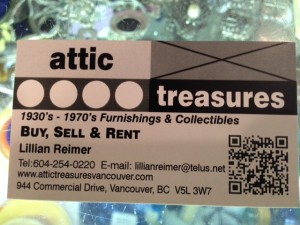 attic
treasures
1930's - 1970's Furnishings & Collectibles
BUY, SELL & RENT
Lillian Reimer
Tel:604-254-0220 E-mail: lillianreimer@telus.net
www.attictreasuresvancouver.com
944 Commercial Drive, Vancouver, BC V5L 3W7